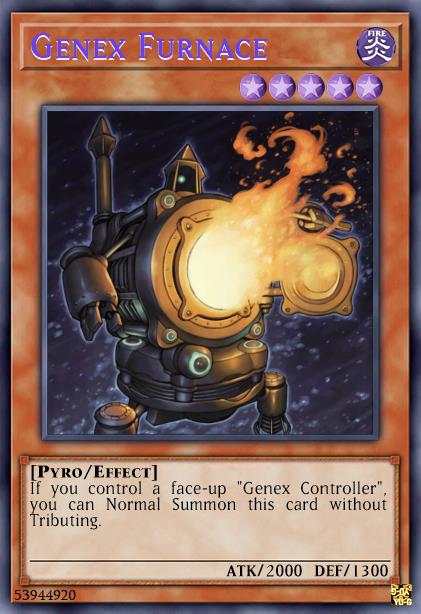 GENEX FURNACE
FIRE
炎
[PYRO/EFFECT]
If you control a face-up "Genex Controller",
you can Normal Summon this card without
Tributing.
ATK/2000 DEF/1300
53944920